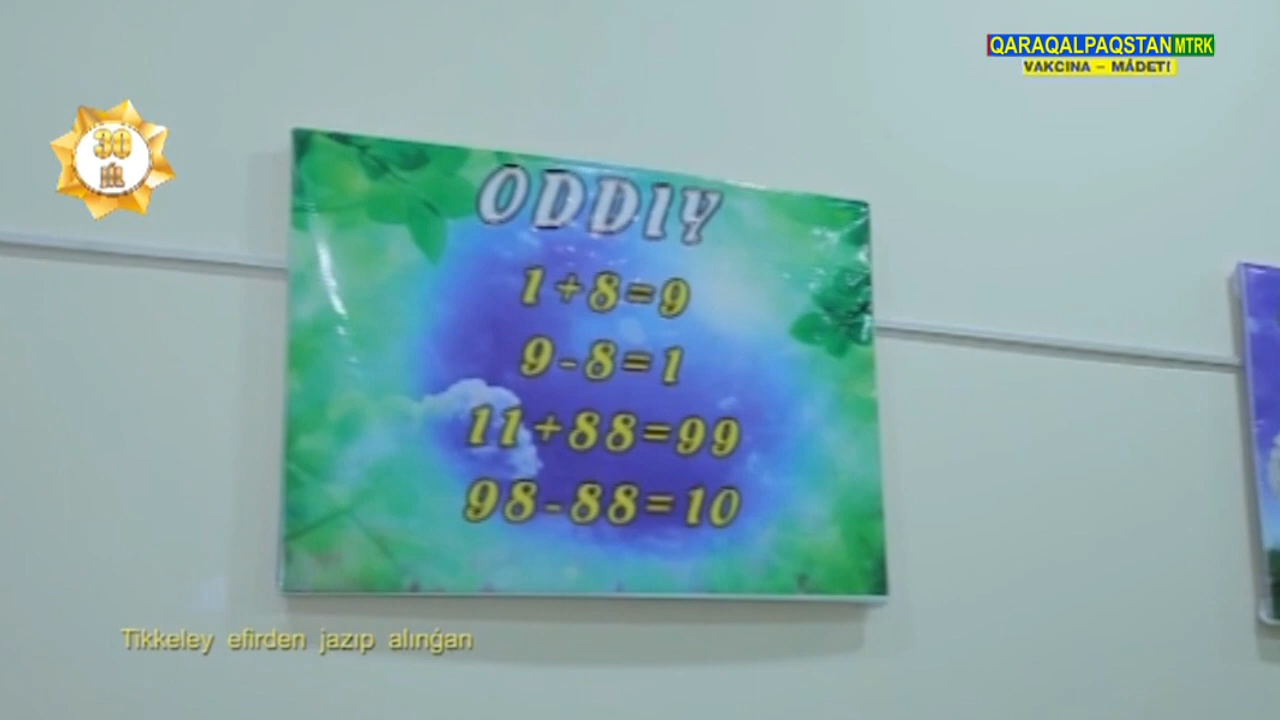 QARAQALPAQSTAN MTRK
VAKCINA – MÁDET!
30
ODDIY
1+8=9
9-8=1
11+88=99
98-88=10
Tikkeley efirden jazıp alınǵan